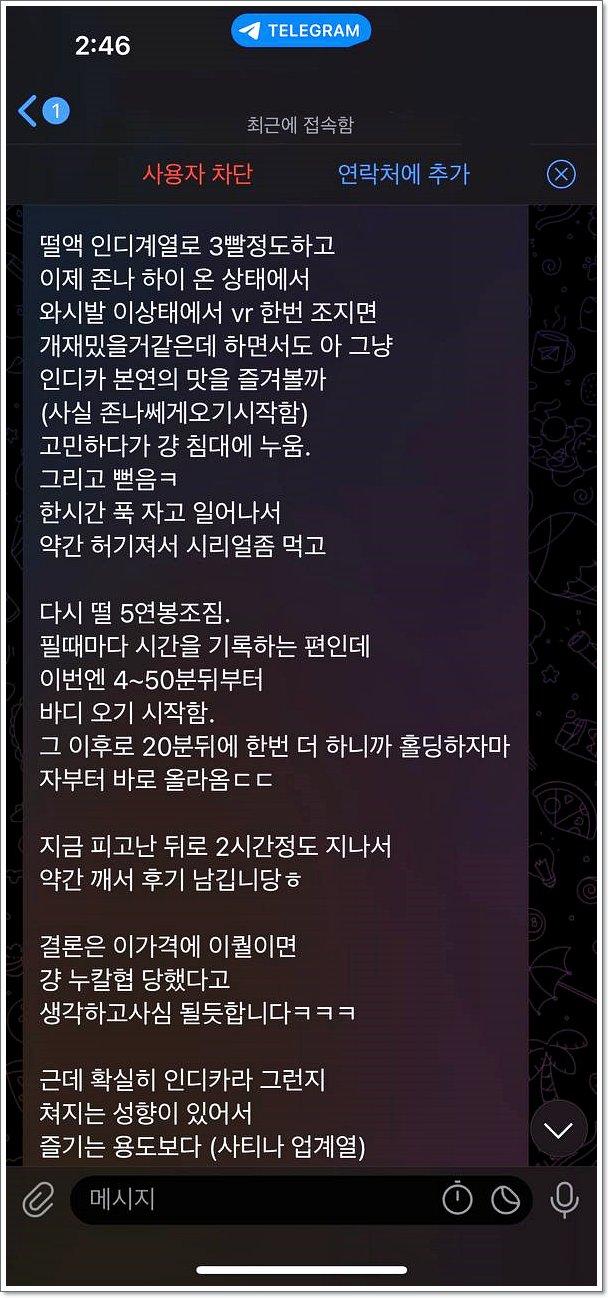 2:46
TELEGRAM
1
최근에 접속함
사용자 차단
연락처에 추가
떨액 인디계열로 3빨정도하고
이제 존나 하이 온 상태에서
와시발 이상태에서 vr 한번 조지면
개재밌을거같은데 하면서도 아 그냥
인디카 본연의 맛을 즐겨볼까
(사실 존나쎄게오기시작함)
고민하다가 걍 침대에 누움.
그리고 뻗음ㅋ
한시간 푹 자고 일어나서
약간 허기져서 시리얼좀 먹고
다시 떨 5연봉조짐.
필때마다 시간을 기록하는 편인데
이번엔 4~50분뒤부터
바디 오기 시작함.
그 이후로 20분뒤에 한번 더 하니까 홀딩하자마
자부터 바로 올라옴ㄷㄷ
지금 피고난 뒤로 2시간정도 지나서
약간 깨서 후기 남깁니당ㅎ
결론은 이가격에 이퀄이면
걍 누칼협 당했다고
생각하고사심 될듯합니다ㅋㅋㅋ
근데 확실히 인디카라 그런지
쳐지는 성향이 있어서
즐기는 용도보다 (사티나 업계열)
메시지